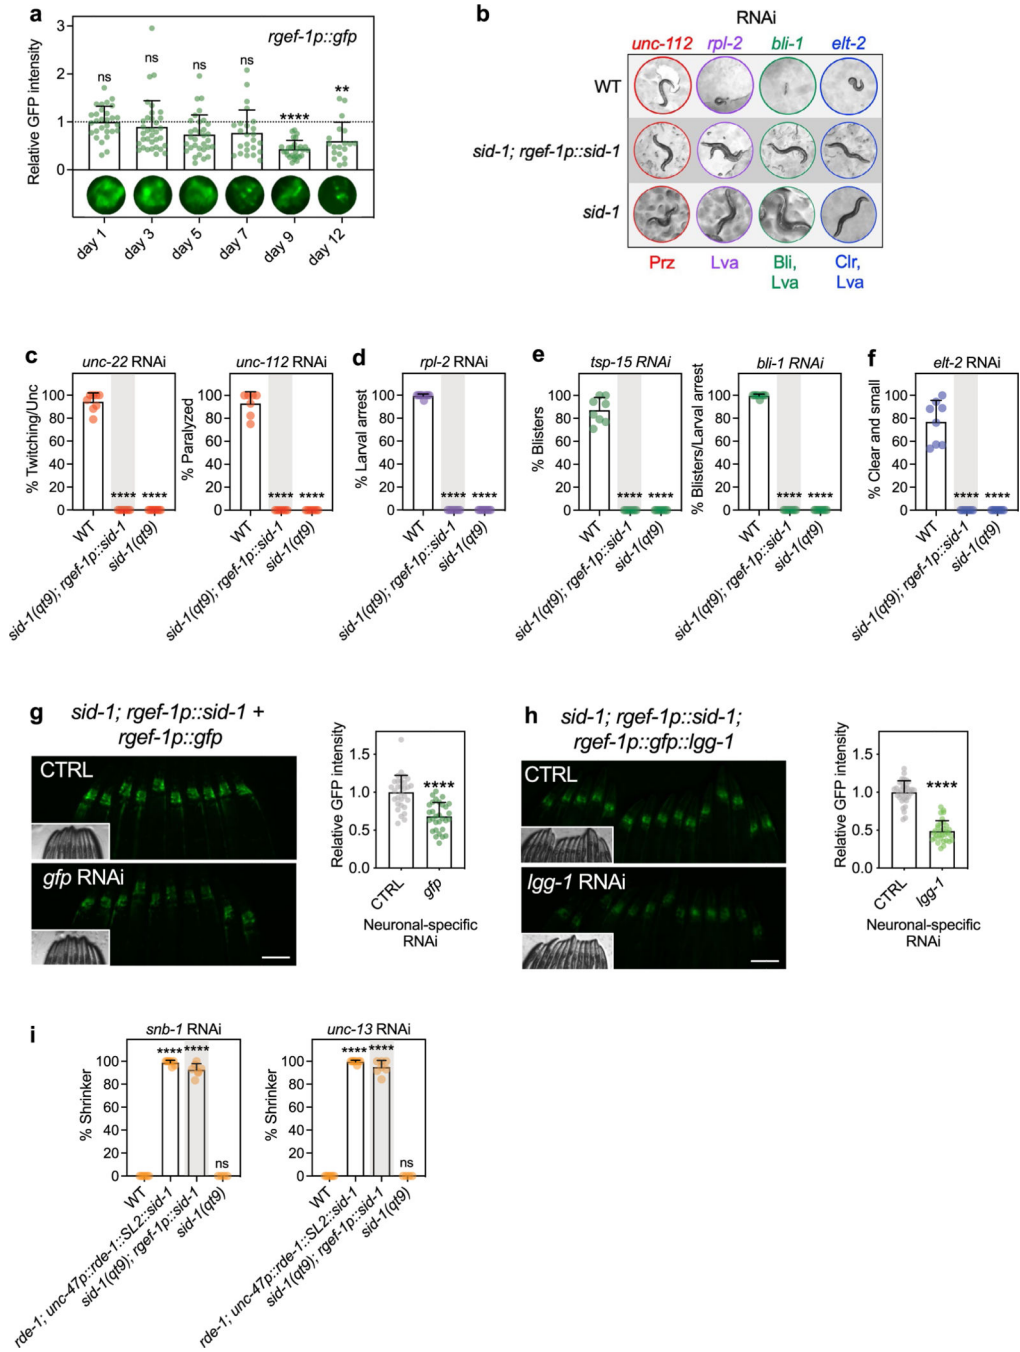 a
rgef-1p::gfp
Relative GFP intensity
3
2
1
0
ns
ns
ns
ns
****
**
day 1
day 3
day 5
day 7
day 9
day 12
b
RNAi
unc-112 rpl-2 bli-1 elt-2
WT
sid-1; rgef-1p::sid-1
sid-1
Prz
Lva
Bli,
Lva
Clr,
Lva
c
unc-22 RNAi
% Twitching/Unc
100
80
60
40
20
0
**** ****
WT
sid-1(qt9); rgef-1p::sid-1
sid-1(qt9)
unc-112 RNAi
% Paralyzed
100
80
60
40
20
0
**** ****
WT
sid-1(qt9); rgef-1p::sid-1
sid-1(qt9)
d
rpl-2 RNAi
% Larval arrest
100
80
60
40
20
0
**** ****
WT
sid-1(qt9); rgef-1p::sid-1
sid-1(qt9)
e
tsp-15 RNAi
% Blisters
100
80
60
40
20
0
**** ****
WT
sid-1(qt9); rgef-1p::sid-1
sid-1(qt9)
bli-1 RNAi
% Blisters/Larval arrest
100
80
60
40
20
0
**** ****
WT
sid-1(qt9); rgef-1p::sid-1
sid-1(qt9)
f
elt-2 RNAi
% Clear and small
100
80
60
40
20
0
**** ****
WT
sid-1(qt9); rgef-1p::sid-1
sid-1(qt9)
g
sid-1; rgef-1p::sid-1 +
rgef-1p::gfp
CTRL
gfp RNAi
Relative GFP intensity
1.5
1.0
0.5
0.0
****
CTRL
gfp
Neuronal-specific
RNAi
h
sid-1; rgef-1p::sid-1;
rgef-1p::gfp::lgg-1
CTRL
lgg-1 RNAi
Relative GFP intensity
1.5
1.0
0.5
0.0
****
CTRL
lgg-1
Neuronal-specific
RNAi
i
snb-1 RNAi
% Shrinker
100
80
60
40
20
0
**** ****
ns
WT
rde-1; unc-47p::rde-1::SL2::sid-1
sid-1(qt9); rgef-1p::sid-1
sid-1(qt9)
unc-13 RNAi
% Shrinker
100
80
60
40
20
0
**** ****
ns
WT
rde-1; unc-47p::rde-1::SL2::sid-1
sid-1(qt9); rgef-1p::sid-1
sid-1(qt9)